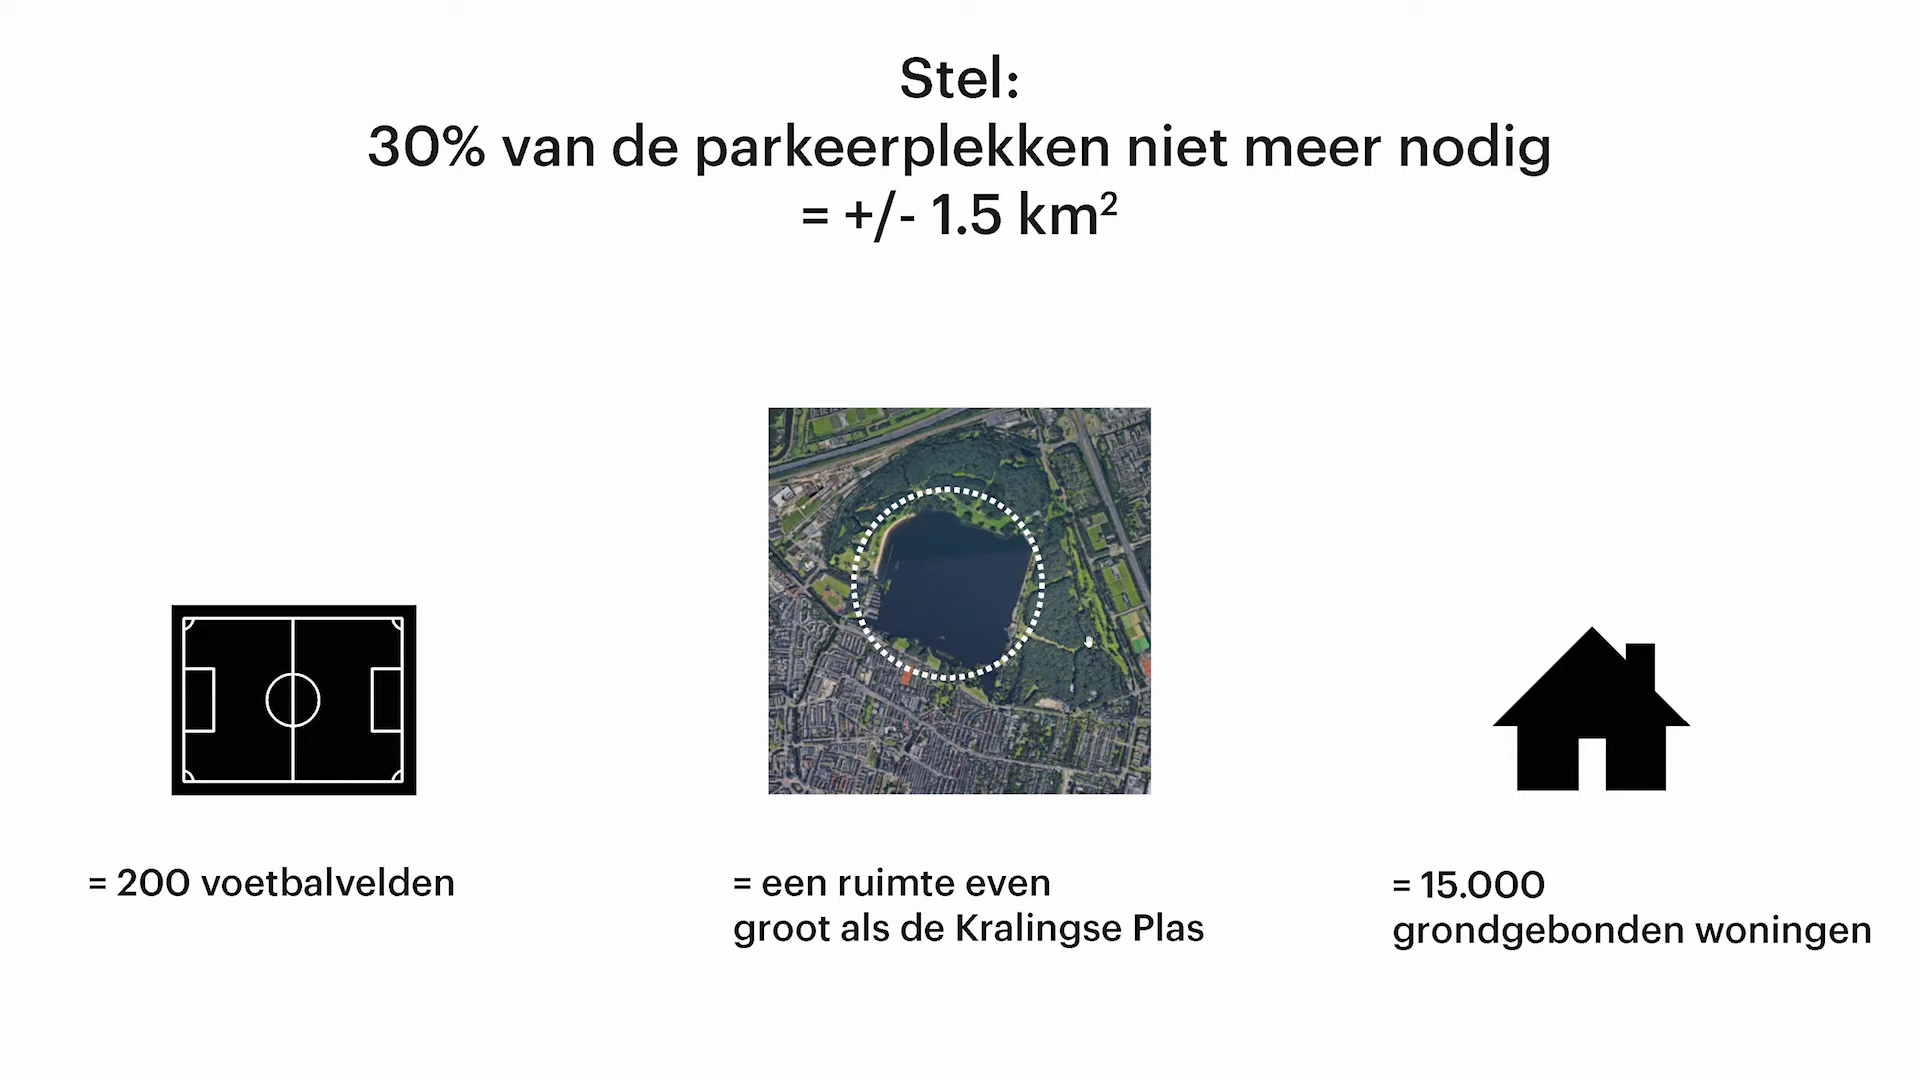 Stel:
30% van de parkeerplekken niet meer nodig
= +/- 1.5 km²
= 200 voetbalvelden
= een ruimte even
groot als de Kralingse Plas
= 15.000
grondgebonden woningen